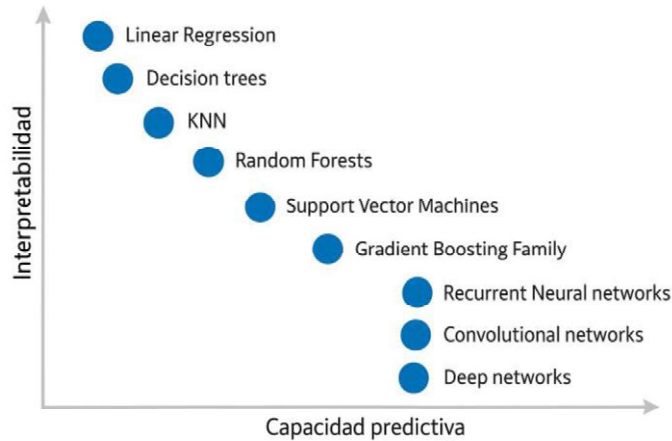 Linear Regression
Decision trees
KNN
Random Forests
Support Vector Machines
Gradient Boosting Family
Recurrent Neural networks
Convolutional networks
Deep networks
Interpretabilidad
Capacidad predictiva